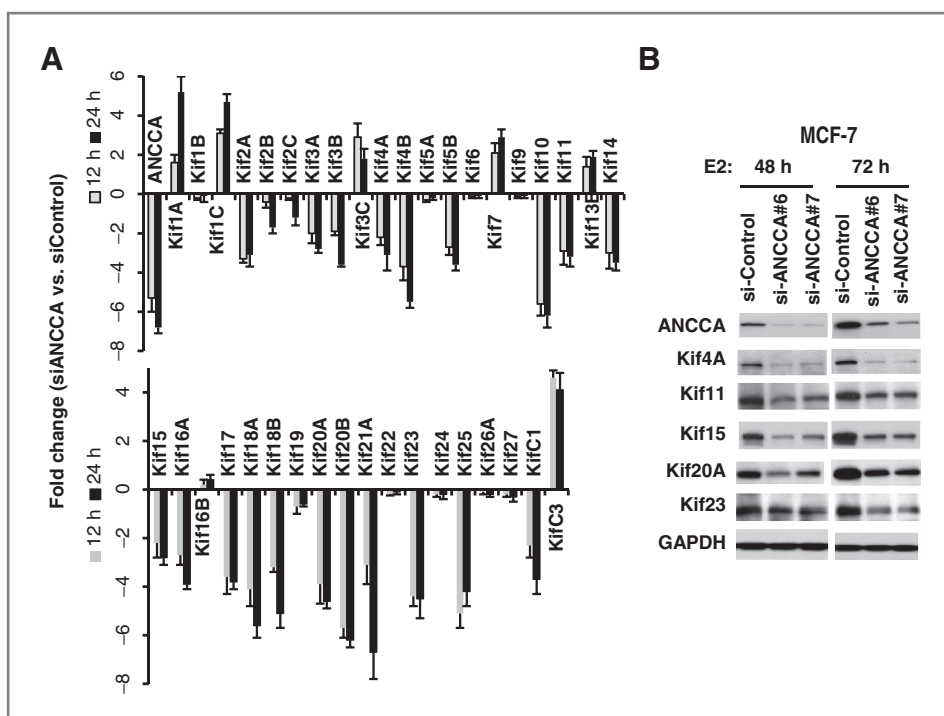 A
Fold change (siANCCA vs. siControl)
12 h 24 h
6
4
2
0
−2
−4
−6
−8
ANCCA
Kif1A
Kif1B
Kif1C
Kif2A
Kif2B
Kif2C
Kif3A
Kif3B
Kif3C
Kif4A
Kif4B
Kif5A
Kif5B
Kif6
Kif7
Kif9
Kif10
Kif11
Kif13B
Kif14
12 h 24 h
4
2
0
−2
−4
−6
−8
Kif15
Kif16A
Kif16B
Kif17
Kif18A
Kif18B
Kif19
Kif20A
Kif20B
Kif21A
Kif22
Kif23
Kif24
Kif25
Kif26A
Kif27
KifC1
KifC3
B
MCF-7
E2: 48 h 72 h
si-Control
si-ANCCA#6
si-ANCCA#7
si-Control
si-ANCCA#6
si-ANCCA#7
ANCCA
Kif4A
Kif11
Kif15
Kif20A
Kif23
GAPDH